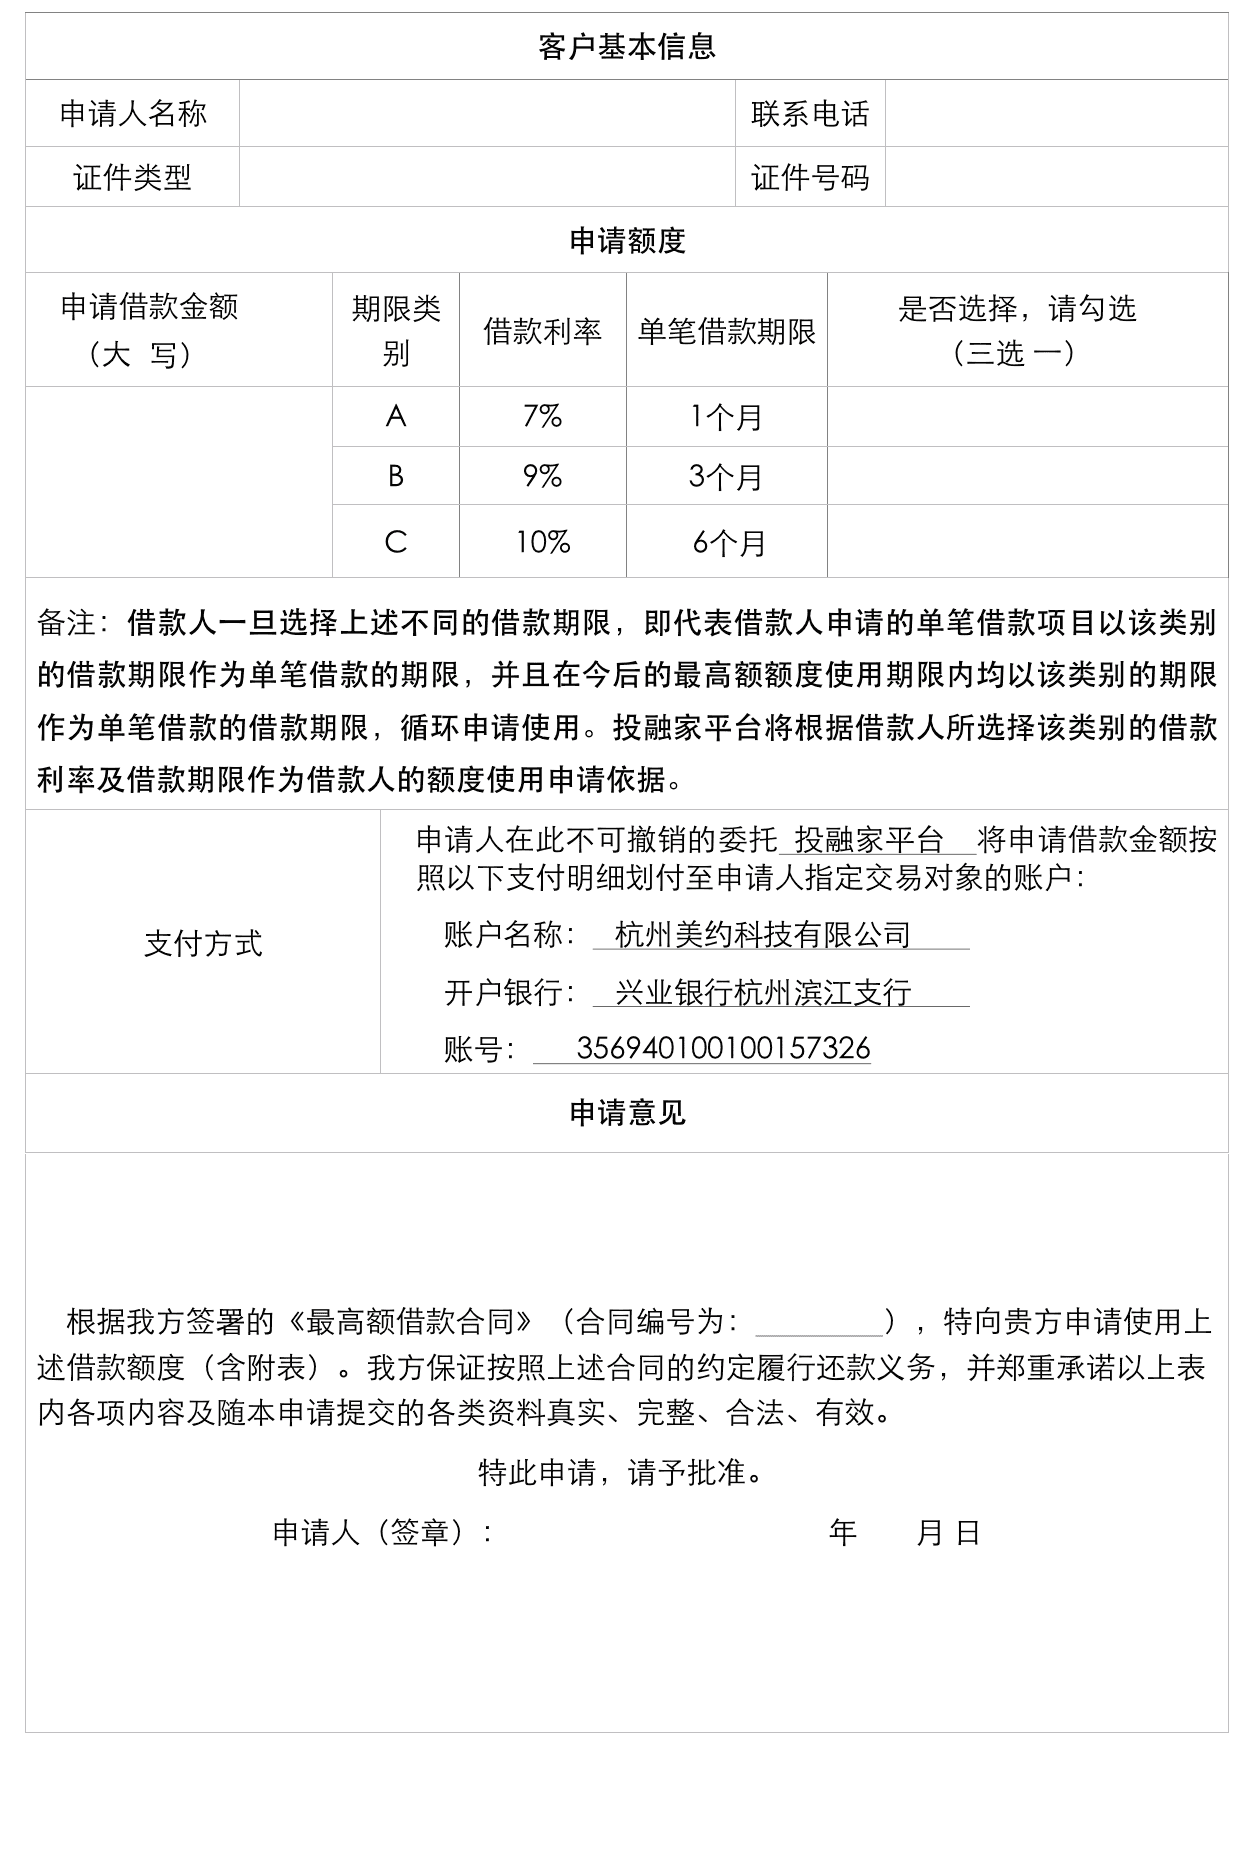 客户基本信息
申请人名称 联系电话
证件类型 证件号码
申请额度
申请借款金额
（大 写）
期限类
别
借款利率
单笔借款期限
是否选择，请勾选
（三选 一）
A 7% 1个月
B 9% 3个月
C 10% 6个月
备注：借款人一旦选择上述不同的借款期限，即代表借款人申请的单笔借款项目以该类别
的借款期限作为单笔借款的期限，并且在今后的最高额额度使用期限内均以该类别的期限
作为单笔借款的借款期限，循环申请使用。投融家平台将根据借款人所选择该类别的借款
利率及借款期限作为借款人的额度使用申请依据。
支付方式
申请人在此不可撤销的委托 投融家平台 将申请借款金额按
照以下支付明细划付至申请人指定交易对象的账户：
账户名称： 杭州美约科技有限公司
开户银行： 兴业银行杭州滨江支行
账号： 356940100100157326
申请意见
根据我方签署的《最高额借款合同》（合同编号为：________），特向贵方申请使用上
述借款额度（含附表）。我方保证按照上述合同的约定履行还款义务，并郑重承诺以上表
内各项内容及随本申请提交的各类资料真实、完整、合法、有效。
特此申请，请予批准。
申请人（签章）： 年 月 日